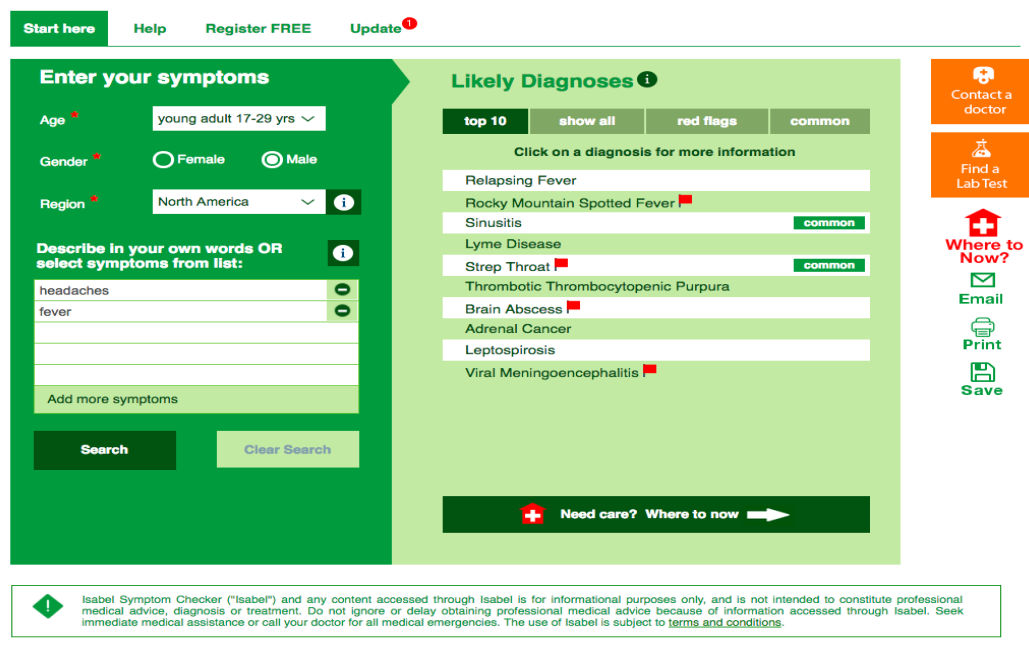 Start here
Help
Register FREE
Update 1
Enter your symptoms
Age *
young adult 17-29 yrs
Gender *
Female
Male
Region *
North America
i
Describe in your own words OR
select symptoms from list:
i
headaches
fever
Add more symptoms
Search
Clear Search
Likely Diagnoses i
top 10
show all
red flags
common
Click on a diagnosis for more information
Relapsing Fever
Rocky Mountain Spotted Fever
Sinusitis common
Lyme Disease
Strep Throat common
Thrombotic Thrombocytopenic Purpura
Brain Abscess
Adrenal Cancer
Leptospirosis
Viral Meningoencephalitis
Need care? Where to now
Contact a
doctor
Find a
Lab Test
Where to
Now?
Email
Print
Save
!
Isabel Symptom Checker ("Isabel") and any content accessed through Isabel is for informational purposes only, and is not intended to constitute professional
medical advice, diagnosis or treatment. Do not ignore or delay obtaining professional medical advice because of information accessed through Isabel. Seek
immediate medical assistance or call your doctor for all medical emergencies. The use of Isabel is subject to terms and conditions.